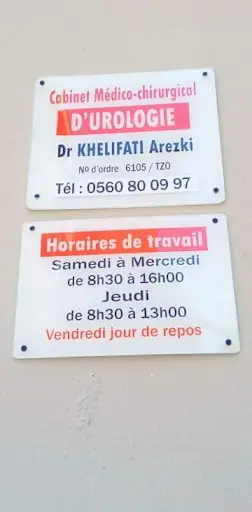 Cabinet Médico-chirurgical
D'UROLOGIE
Dr KHELIFATI Arezki
Nº d'ordre 6105 / TZO
Tél : 0560 80 09 97
Horaires de travail
Samedi à Mercredi
de 8h30 à 16h00
Jeudi
de 8h30 à 13h00
Vendredi jour de repos